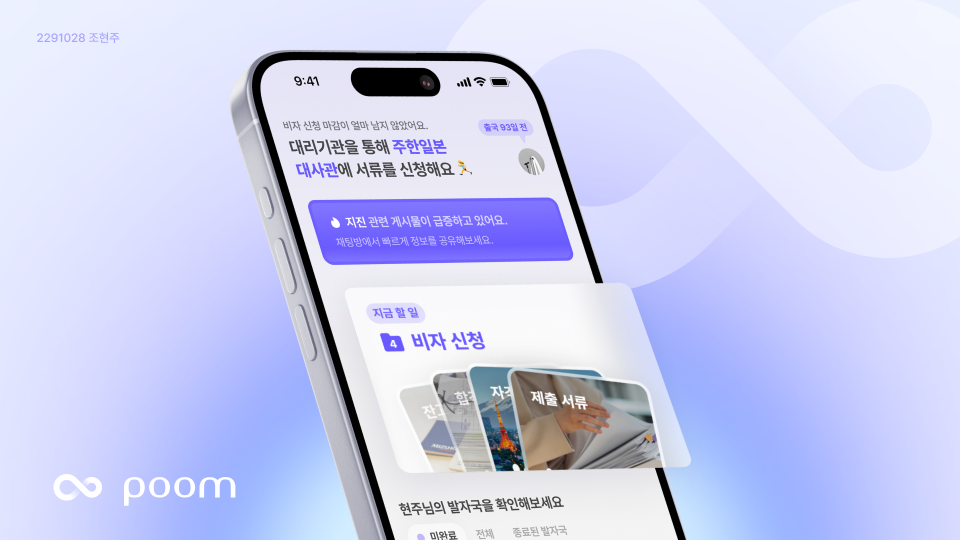 2291028 조현주
9:41
비자 신청 마감이 얼마 남지 않았어요.
출국 93일 전
대리기관을 통해 주한일본
대사관에 서류를 신청해요
지진 관련 게시물이 급증하고 있어요.
채팅방에서 빠르게 정보를 공유해보세요.
지금 할 일
4 비자 신청
잔고
합격
자격
제출 서류
poom
현주님의 발자국을 확인해보세요
미완료 전체 종료된 발자국